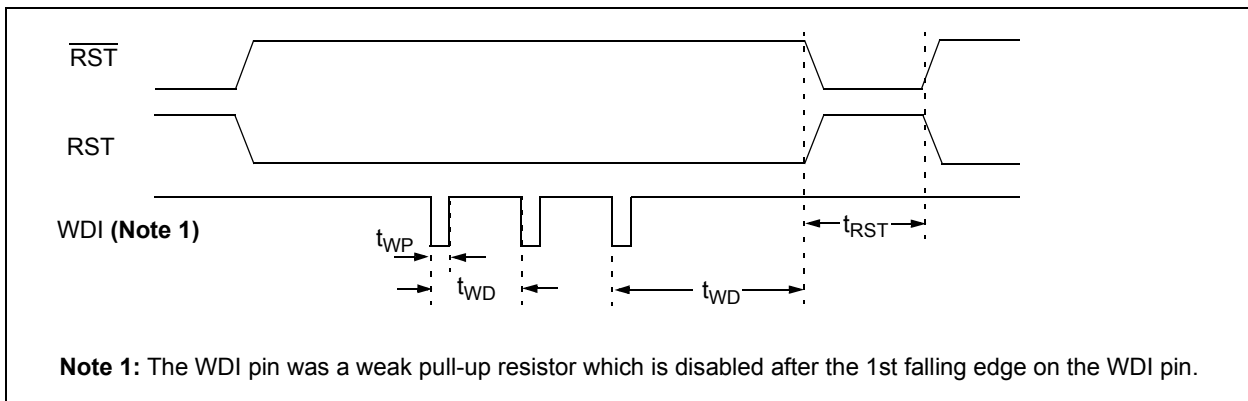 R̅S̅T̅
RST
WDI (Note 1)
tWP
tWD
tWD
tRST
Note 1: The WDI pin was a weak pull-up resistor which is disabled after the 1st falling edge on the WDI pin.